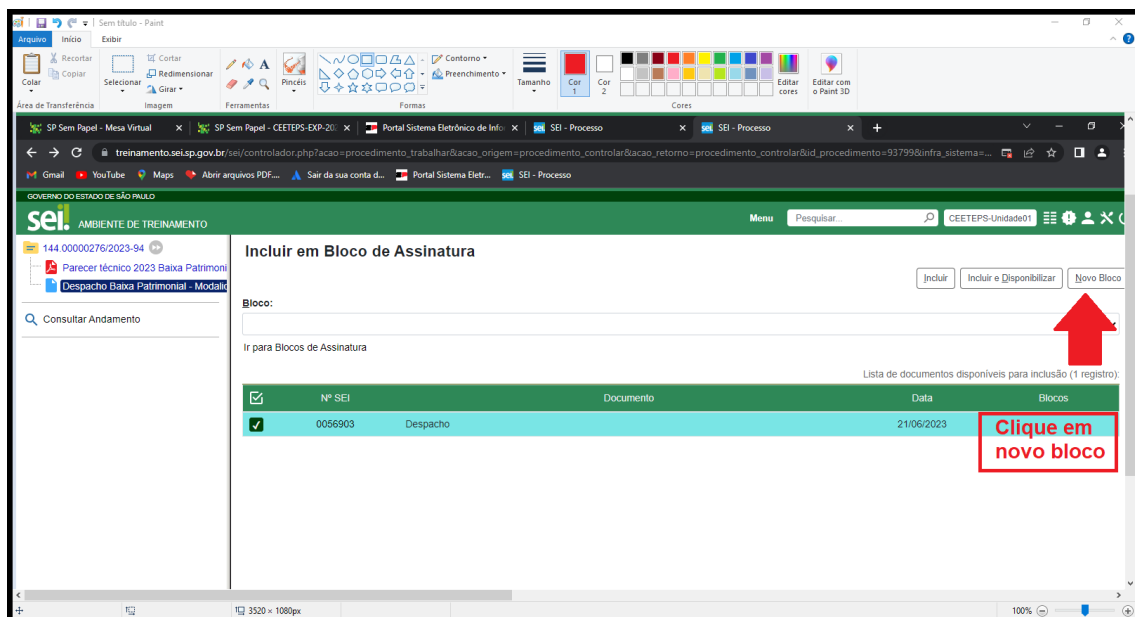 Sem título - Paint
Arquivo Início Exibir
Colar
Recortar
Copiar
Área de Transferência
Selecionar
Cortar
Redimensionar
Girar
Imagem
A
Ferramentas
Pincéis
Contorno
Preenchimento
Formas
Tamanho
Cor 1
Cor 2
Editar cores
Cores
Editar com o Paint 3D
SP Sem Papel - Mesa Virtual
SP Sem Papel - CEETEPS-EXP-20
Portal Sistema Eletrônico de Infor
sei. SEI - Processo
sei. SEI - Processo
treinamento.sei.sp.gov.br/sei/controlador.php?acao=procedimento_trabalhar&acao_origem=procedimento_controlar&acao_retorno=procedimento_controlar&id_procedimento=93799&infra_sistema=...
Gmail YouTube Maps Abrir arquivos PDF.... Sair da sua conta d... Portal Sistema Eletr... sei. SEI - Processo
GOVERNO DO ESTADO DE SÃO PAULO
sei. AMBIENTE DE TREINAMENTO
Menu Pesquisar... CEETEPS-Unidade01
144.00000276/2023-94
Parecer técnico 2023 Baixa Patrimoni
Despacho Baixa Patrimonial - Modalid
Consultar Andamento
Incluir em Bloco de Assinatura
Incluir Incluir e Disponibilizar Novo Bloco
Bloco:
Ir para Blocos de Assinatura
Lista de documentos disponíveis para inclusão (1 registro):
Nº SEI Documento Data Blocos
0056903 Despacho 21/06/2023
Clique em
novo bloco
3520 × 1080px
100%